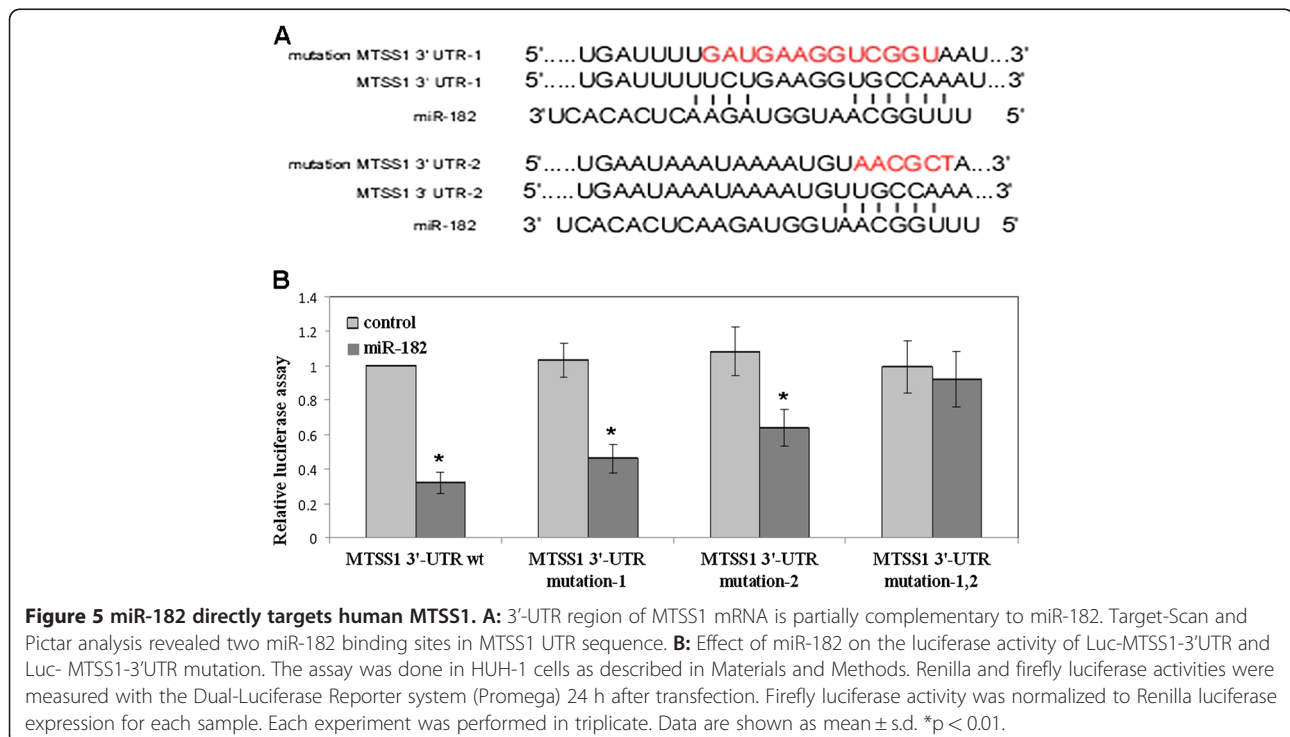 A
mutation MTSS1 3' UTR-1 5'.....UGAUUUUGAUGAAGGUCGGUAAU...3'
MTSS1 3' UTR-1 5'.....UGAUUUUUCUGAAGGUGCCAAAU...3'
miR-182 3'UCACACUCAAGAUGGUAACGGUUU 5'
mutation MTSS1 3' UTR-2 5'.....UGAAUAAAUAAAAUGUAACGCTA...3'
MTSS1 3' UTR-2 5'.....UGAAUAAAUAAAAUGUUGCCAAA...3'
miR-182 3' UCACACUCAAGAUGGUAACGGUUU 5'
B
Relative luciferase assay
1.4
1.2
1
0.8
0.6
0.4
0.2
0
control
miR-182
*
*
*
MTSS1 3'-UTR wt
MTSS1 3'-UTR
mutation-1
MTSS1 3'-UTR
mutation-2
MTSS1 3'-UTR
mutation-1,2
Figure 5 miR-182 directly targets human MTSS1. A: 3'-UTR region of MTSS1 mRNA is partially complementary to miR-182. Target-Scan and
Pictar analysis revealed two miR-182 binding sites in MTSS1 UTR sequence. B: Effect of miR-182 on the luciferase activity of Luc-MTSS1-3'UTR and
Luc- MTSS1-3'UTR mutation. The assay was done in HUH-1 cells as described in Materials and Methods. Renilla and firefly luciferase activities were
measured with the Dual-Luciferase Reporter system (Promega) 24 h after transfection. Firefly luciferase activity was normalized to Renilla luciferase
expression for each sample. Each experiment was performed in triplicate. Data are shown as mean ± s.d. *p < 0.01.